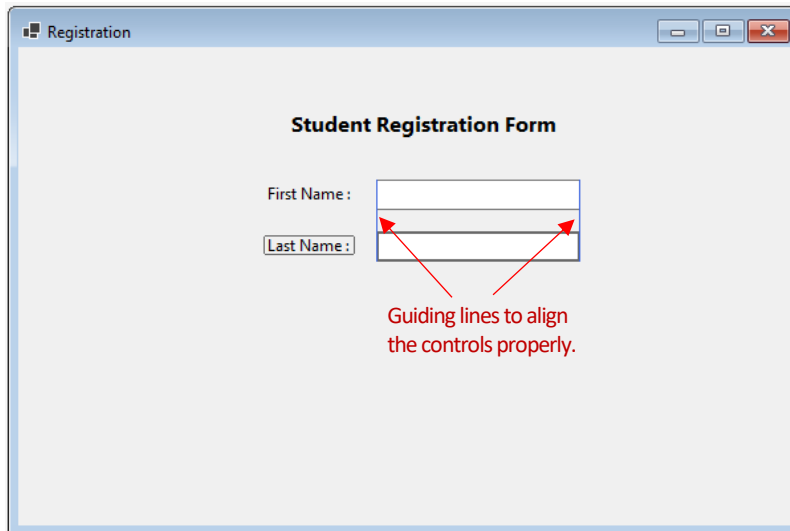 Registration
Student Registration Form
First Name :
Last Name :
Guiding lines to align
the controls properly.